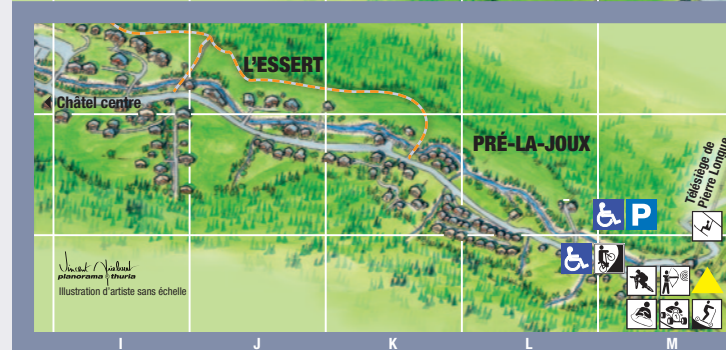 L'ESSERT
Châtel centre
PRÉ-LA-JOUX
Télésiège de
Pierre Longue
P
planorama thuria
Illustration d'artiste sans échelle
I J K L M